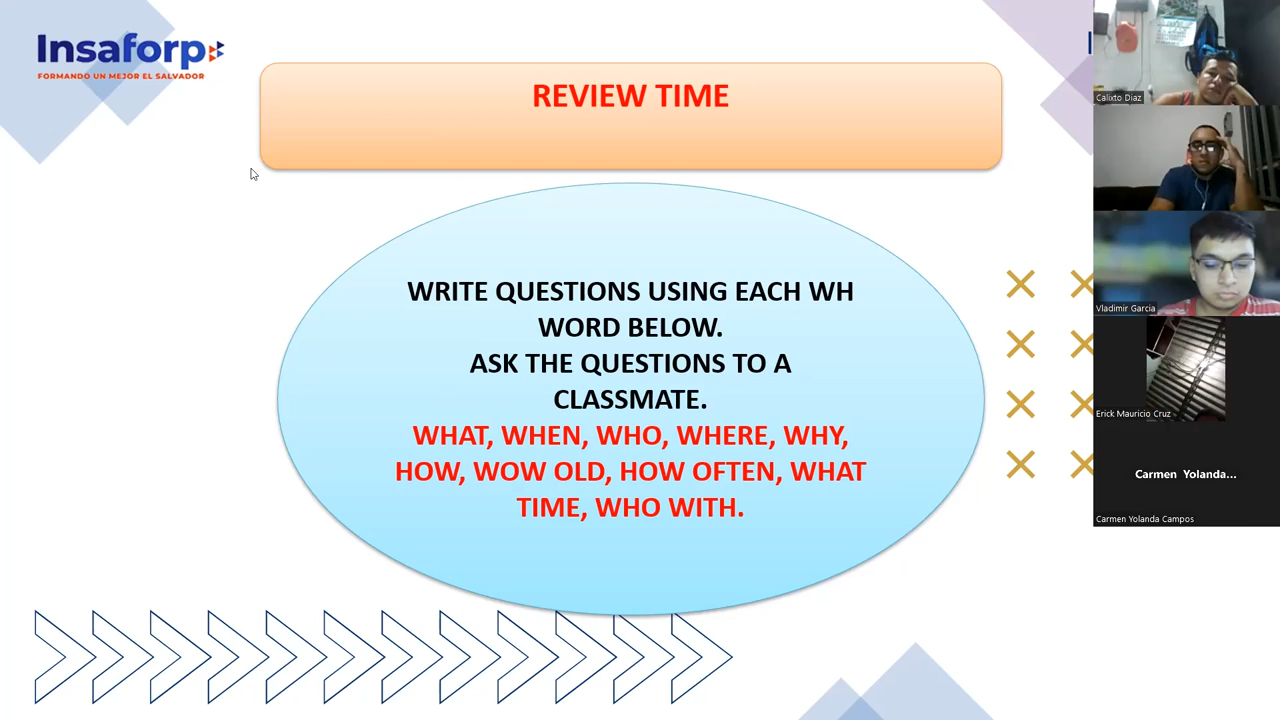 Insaforp
FORMANDO UN MEJOR EL SALVADOR
REVIEW TIME
WRITE QUESTIONS USING EACH WH
WORD BELOW.
ASK THE QUESTIONS TO A
CLASSMATE.
WHAT, WHEN, WHO, WHERE, WHY,
HOW, WOW OLD, HOW OFTEN, WHAT
TIME, WHO WITH.
Calixto Diaz
Vladimir Garcia
Erick Mauricio Cruz
Carmen Yolanda...
Carmen Yolanda Campos